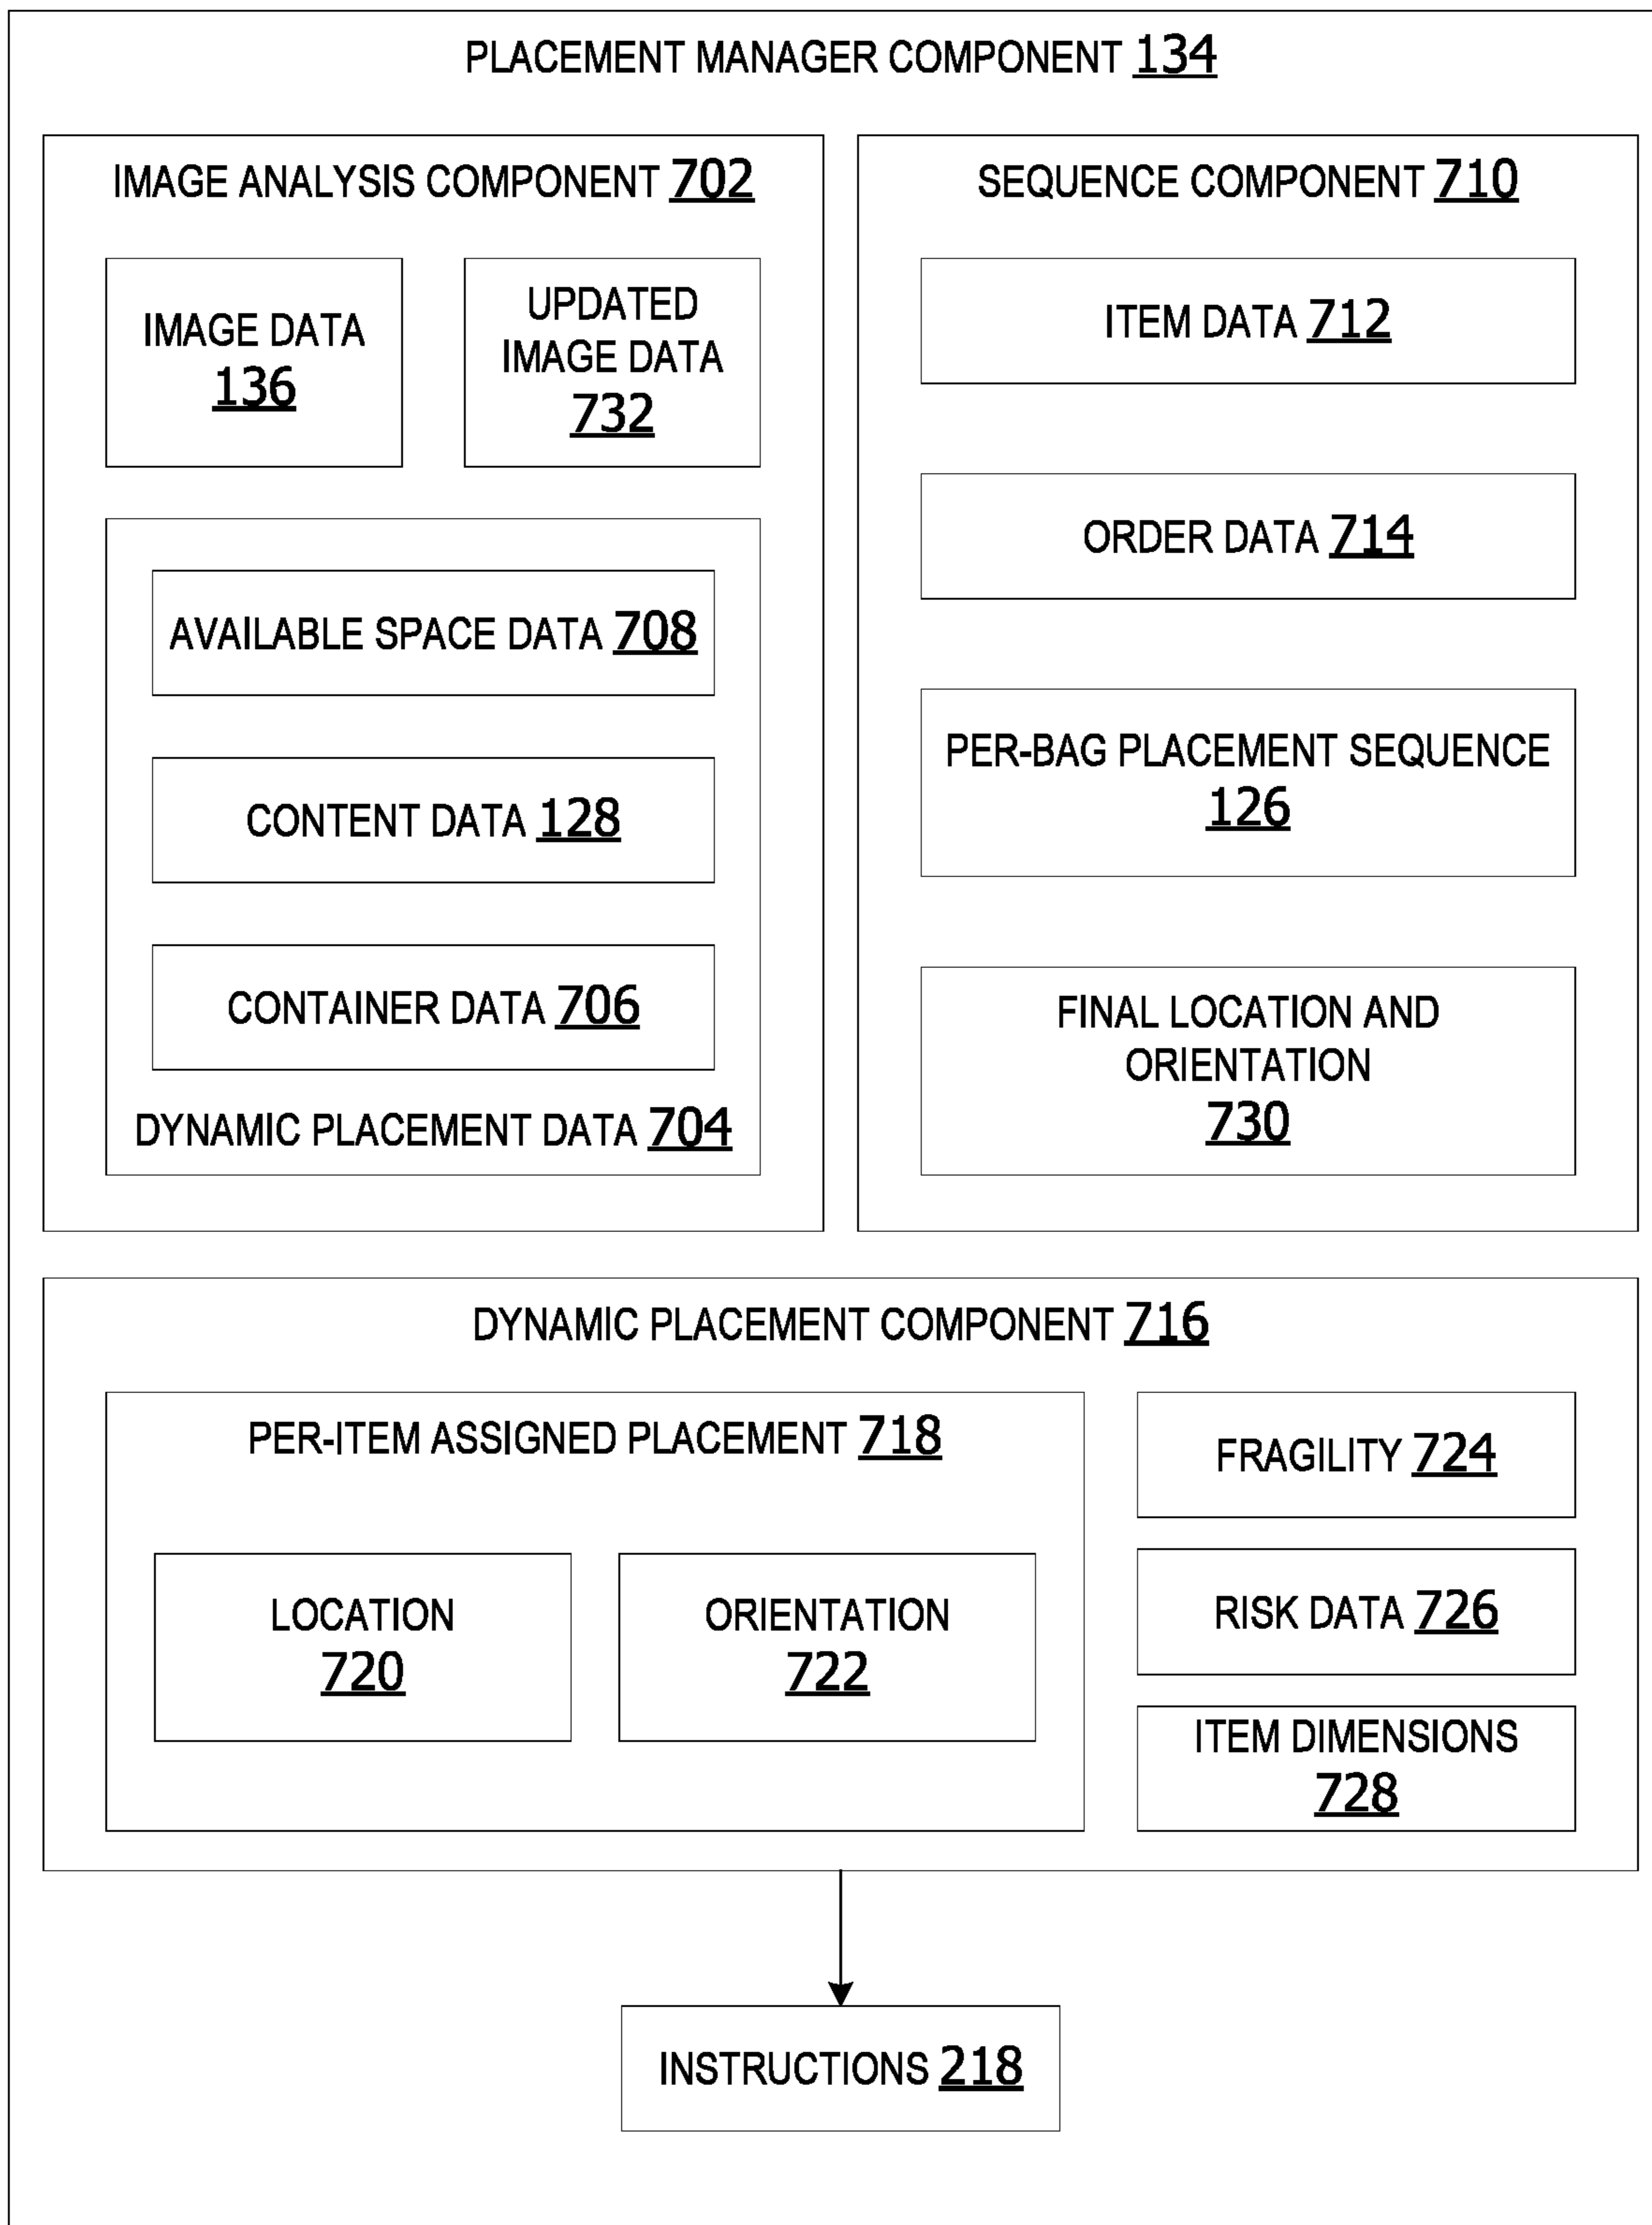 PLACEMENT MANAGER COMPONENT 134
IMAGE ANALYSIS COMPONENT 702
IMAGE DATA
136
UPDATED
IMAGE DATA
732
AVAILABLE SPACE DATA 708
CONTENT DATA 128
CONTAINER DATA 706
DYNAMIC PLACEMENT DATA 704
SEQUENCE COMPONENT 710
ITEM DATA 712
ORDER DATA 714
PER-BAG PLACEMENT SEQUENCE
126
FINAL LOCATION AND
ORIENTATION
730
DYNAMIC PLACEMENT COMPONENT 716
PER-ITEM ASSIGNED PLACEMENT 718
LOCATION
720
ORIENTATION
722
FRAGILITY 724
RISK DATA 726
ITEM DIMENSIONS
728
INSTRUCTIONS 218